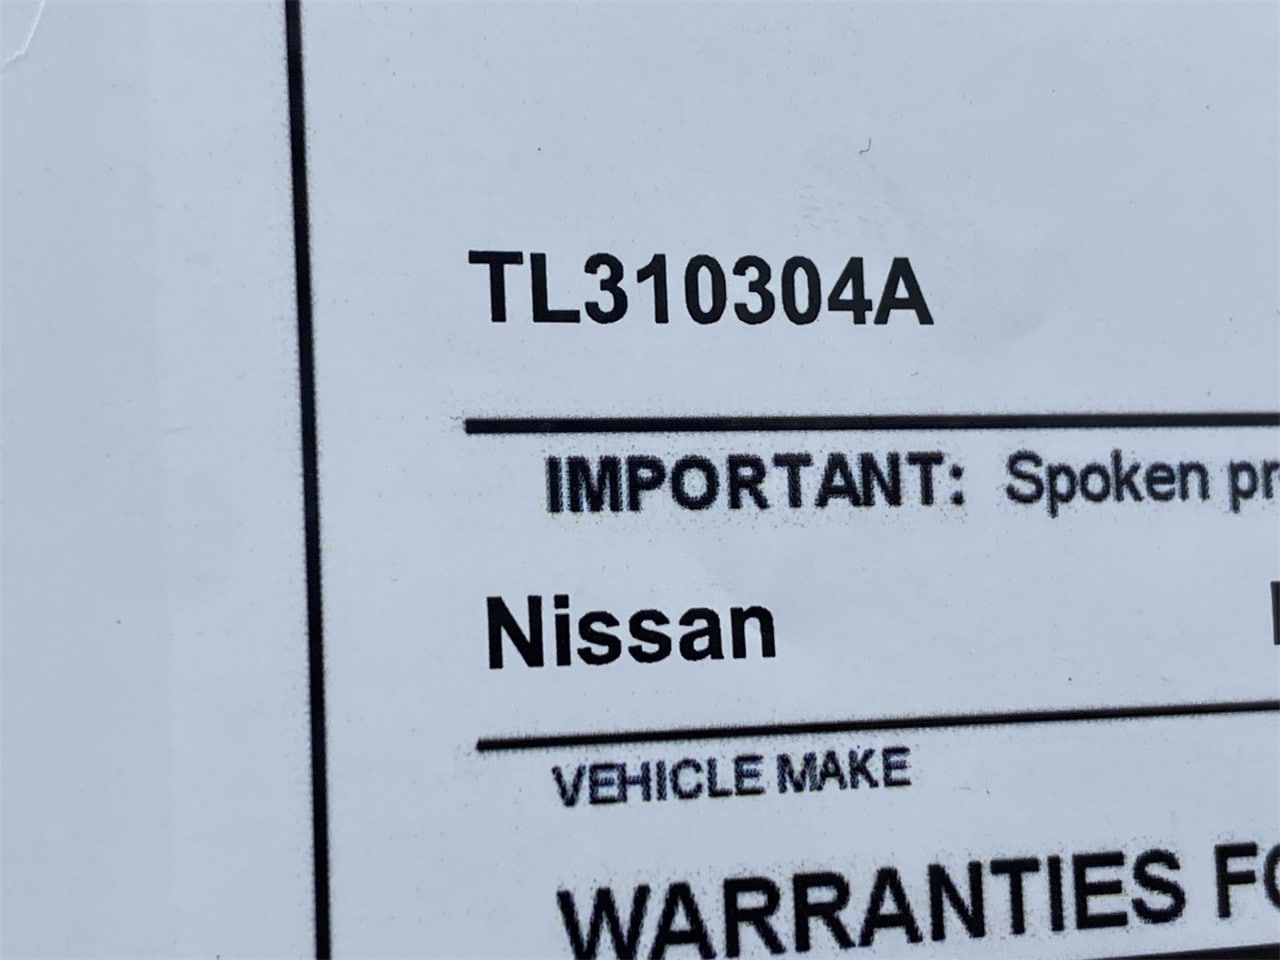 TL310304A
IMPORTANT: Spoken
Nissan
VEHICLE MAKE
WARRANTIES